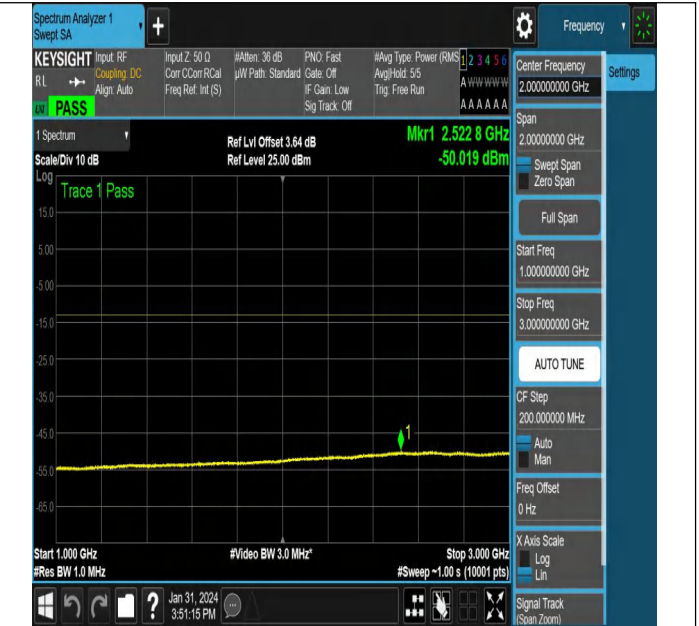 Spectrum Analyzer 1
Swept SA
+
Frequency
KEYSIGHT
RL
LXI PASS
Input: RF
Coupling: DC
Align: Auto
Input Z: 50 Ω
Corr CCorr RCal
Freq Ref: Int (S)
#Atten: 36 dB
µW Path: Standard
PNO: Fast
Gate: Off
IF Gain: Low
Sig Track: Off
#Avg Type: Power (RMS
Avg|Hold: 5/5
Trig: Free Run
1 2 3 4 5 6
A W W W W W
A A A A A A
1 Spectrum
Scale/Div 10 dB
Ref Lvl Offset 3.64 dB
Ref Level 25.00 dBm
Mkr1 2.522 8 GHz
-50.019 dBm
Log
Trace 1 Pass
15.0
5.00
-5.00
-15.0
-25.0
-35.0
-45.0
-55.0
-65.0
1
Start 1.000 GHz
#Res BW 1.0 MHz
#Video BW 3.0 MHz*
Stop 3.000 GHz
#Sweep ~1.00 s (10001 pts)
?
Jan 31, 2024
3:51:15 PM
Center Frequency
2.000000000 GHz
Settings
Span
2.00000000 GHz
Swept Span
Zero Span
Full Span
Start Freq
1.000000000 GHz
Stop Freq
3.000000000 GHz
AUTO TUNE
CF Step
200.000000 MHz
Auto
Man
Freq Offset
0 Hz
X Axis Scale
Log
Lin
Signal Track
(Span Zoom)